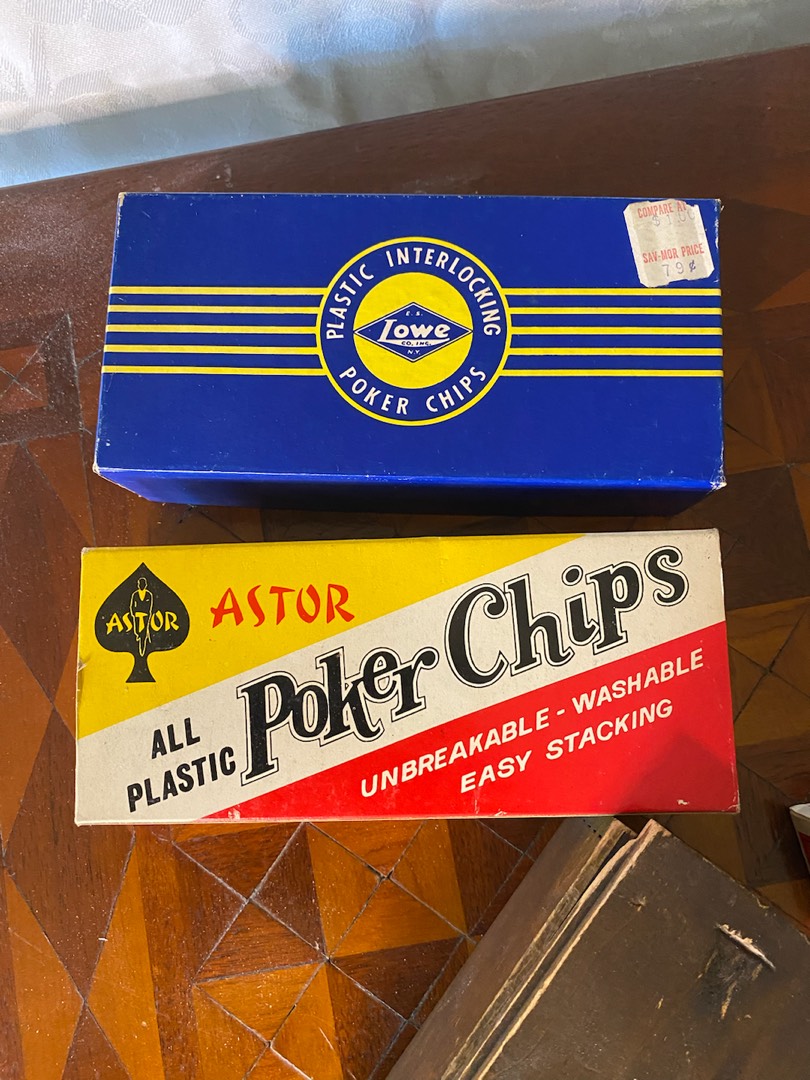 COMPARE AT
SAV-MOR PRICE
79¢
PLASTIC INTERLOCKING
E.S.
Lowe
CO., INC.
N.Y.
POKER CHIPS
ASTOR
ASTOR
Poker Chips
ALL
PLASTIC
UNBREAKABLE - WASHABLE
EASY STACKING